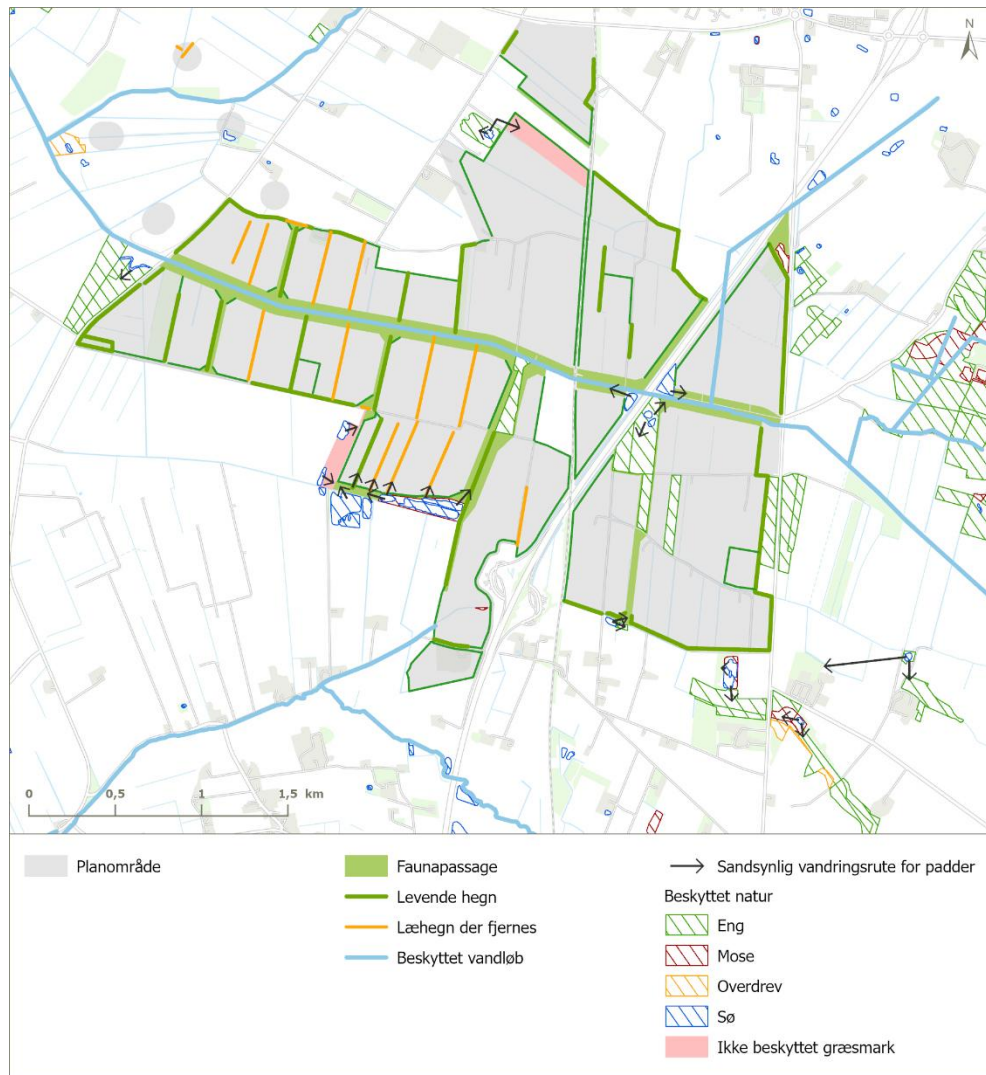 N
0 0,5 1 1,5 km
Planområde
Faunapassage
Levende hegn
Læhegn der fjernes
Beskyttet vandløb
Sandsynlig vandringsrute for padder
Beskyttet natur
Eng
Mose
Overdrev
Sø
Ikke beskyttet græsmark